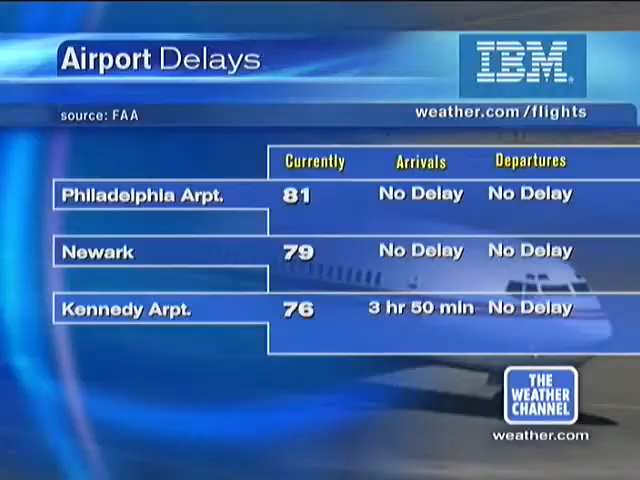 Airport Delays
IBM®
source: FAA
weather.com/flights
Currently Arrivals Departures
Philadelphia Arpt. 81 No Delay No Delay
Newark 79 No Delay No Delay
Kennedy Arpt. 76 3 hr 50 min No Delay
THE
WEATHER
CHANNEL
weather.com